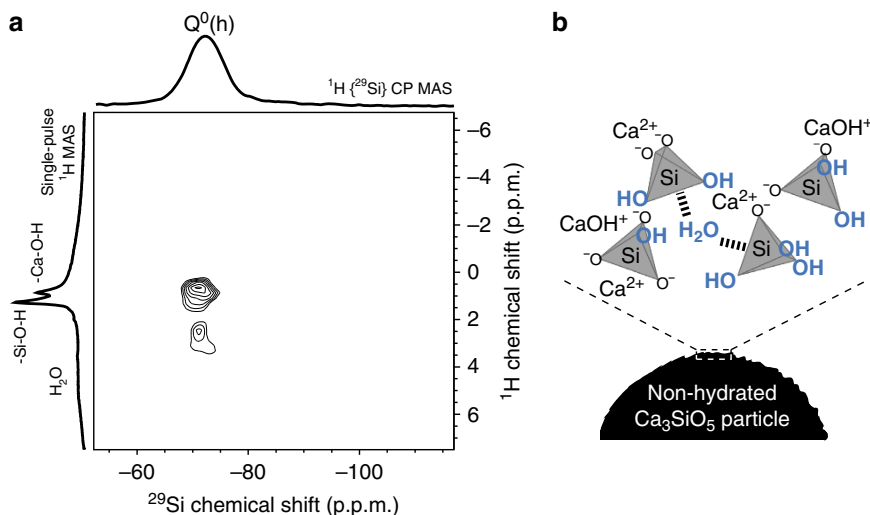 a
Q⁰(h)
¹H {²⁹Si} CP MAS
Single-pulse
¹H MAS
-Ca-O-H
-Si-O-H
H₂O
–6
–4
–2
0
2
4
6
¹H chemical shift (p.p.m.)
–60
–80
–100
²⁹Si chemical shift (p.p.m.)
b
Ca²⁺
CaOH⁺
⁻O
O⁻
⁻O
Si
HO
OH
⁻O
⁻O
Si
OH
OH
CaOH⁺
⁻O
OH
Si
⁻O
O⁻
Ca²⁺
H₂O
Ca²⁺
⁻O
Si
OH
OH
HO
Non-hydrated
Ca₃SiO₅ particle